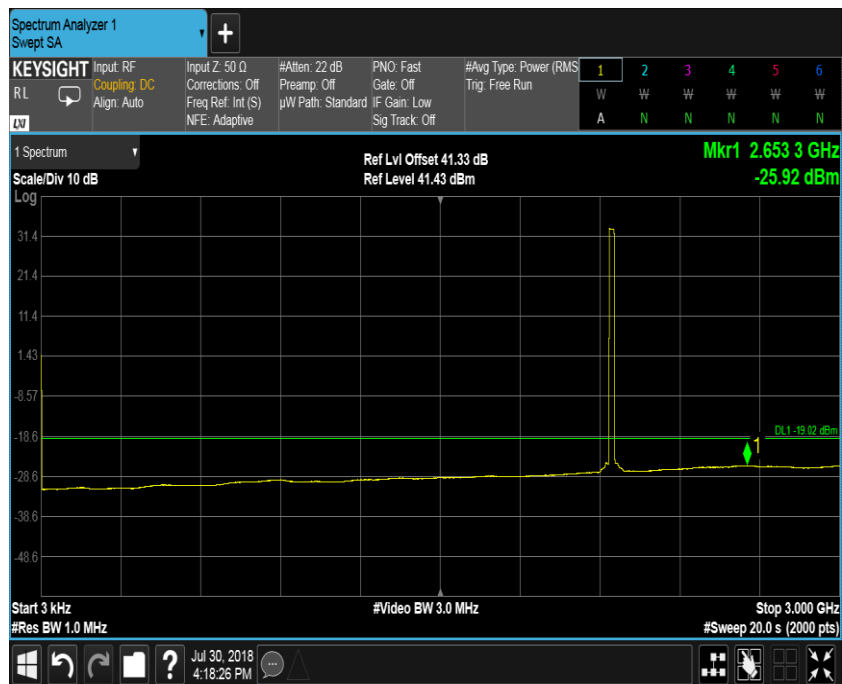 Spectrum Analyzer 1
Swept SA
+
KEYSIGHT
RL
LXI
Input: RF
Coupling: DC
Align: Auto
Input Z: 50 Ω
Corrections: Off
Freq Ref: Int (S)
NFE: Adaptive
#Atten: 22 dB
Preamp: Off
µW Path: Standard
PNO: Fast
Gate: Off
IF Gain: Low
Sig Track: Off
#Avg Type: Power (RMS
Trig: Free Run
1 2 3 4 5 6
W W W W W W
A N N N N N
1 Spectrum
Scale/Div 10 dB
Ref Lvl Offset 41.33 dB
Ref Level 41.43 dBm
Mkr1 2.653 3 GHz
-25.92 dBm
Log
31.4
21.4
11.4
1.43
-8.57
-18.6
-28.6
-38.6
-48.6
DL1 -19.02 dBm
1
Start 3 kHz
#Res BW 1.0 MHz
#Video BW 3.0 MHz
Stop 3.000 GHz
#Sweep 20.0 s (2000 pts)
?
Jul 30, 2018
4:18:26 PM